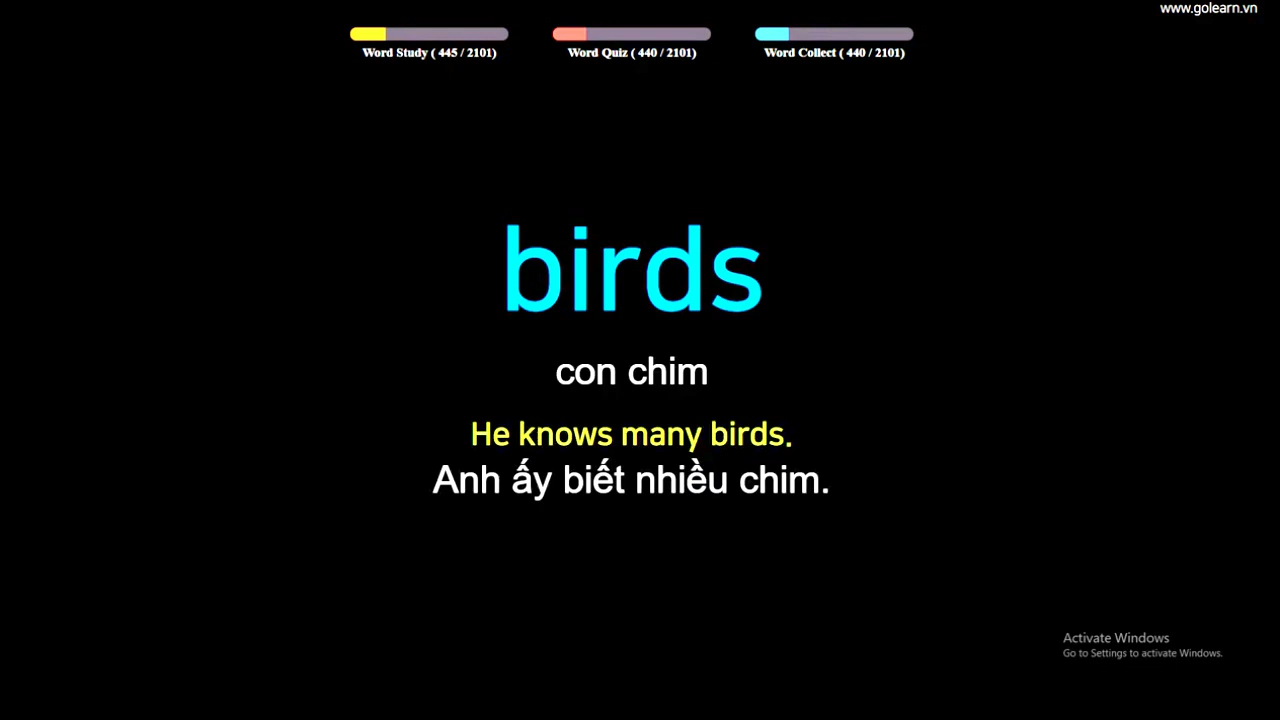 www.golearn.vn
Word Study ( 445 / 2101) Word Quiz ( 440 / 2101) Word Collect ( 440 / 2101)
birds
con chim
He knows many birds.
Anh ấy biết nhiều chim.
Activate Windows
Go to Settings to activate Windows.